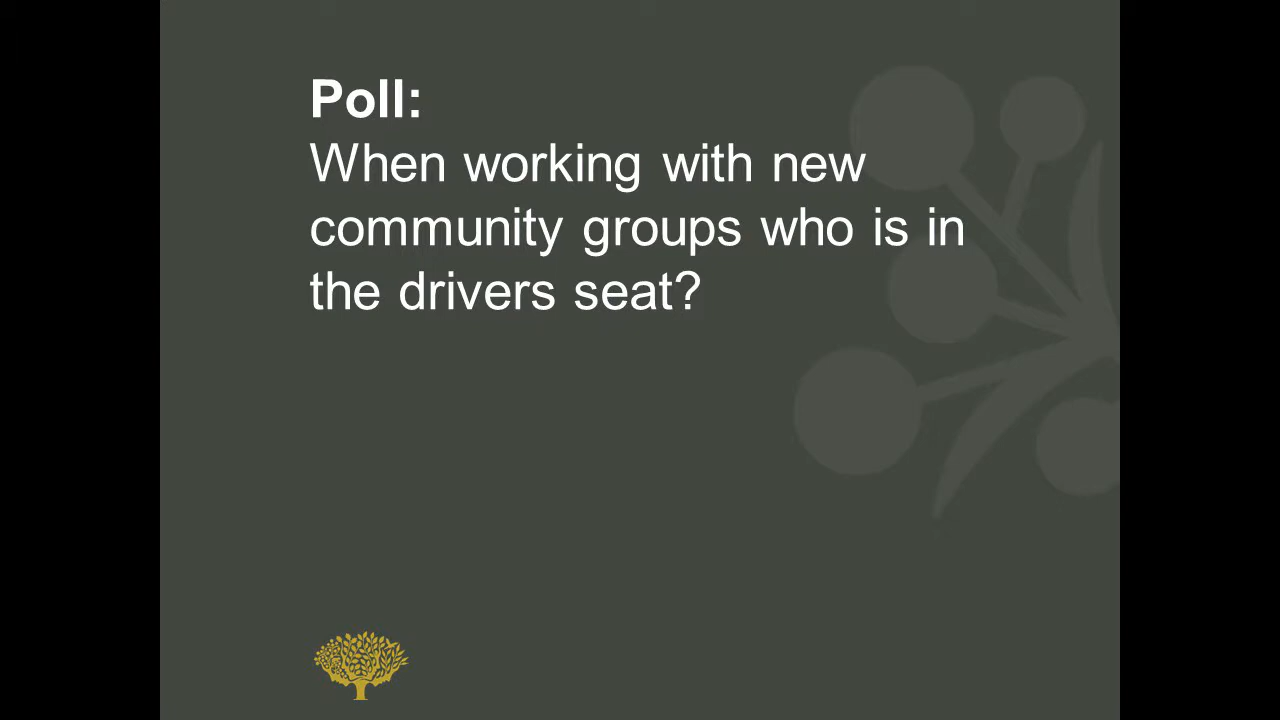 Poll:
When working with new
community groups who is in
the drivers seat?